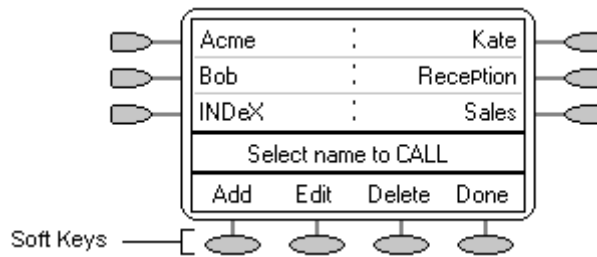 Acme : Kate
Bob : RecePtion
INDeX : Sales
Select name to CALL
Add Edit Delete Done
Soft Keys